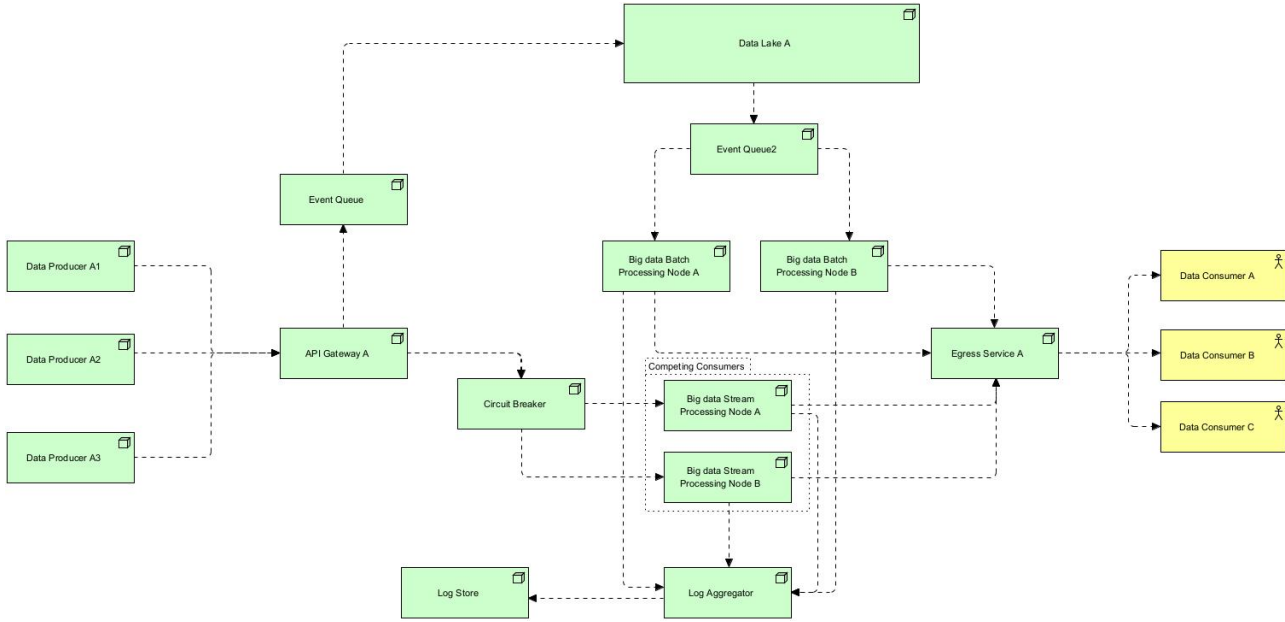 Data Lake A
Event Queue2
Event Queue
Data Producer A1
Big data Batch
Processing Node A
Big data Batch
Processing Node B
Data Consumer A
Data Producer A2
API Gateway A
Egress Service A
Data Consumer B
Competing Consumers
Circuit Breaker
Big data Stream
Processing Node A
Data Consumer C
Data Producer A3
Big data Stream
Processing Node B
Log Store
Log Aggregator